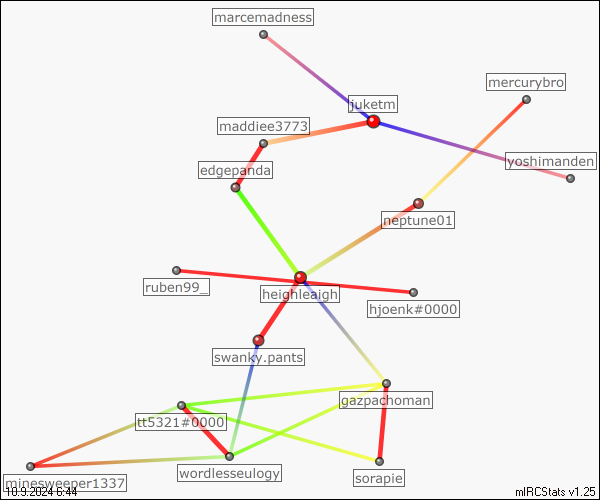 marcemadness
mercurybro
juketm
maddiee3773
yoshimanden
edgepanda
neptune01
ruben99_
heighleaigh
hjoenk#0000
swanky.pants
gazpachoman
tt5321#0000
wordlesseulogy
sorapie
minesweeper1337
10.9.2024 6:44
mIRCStats v1.25